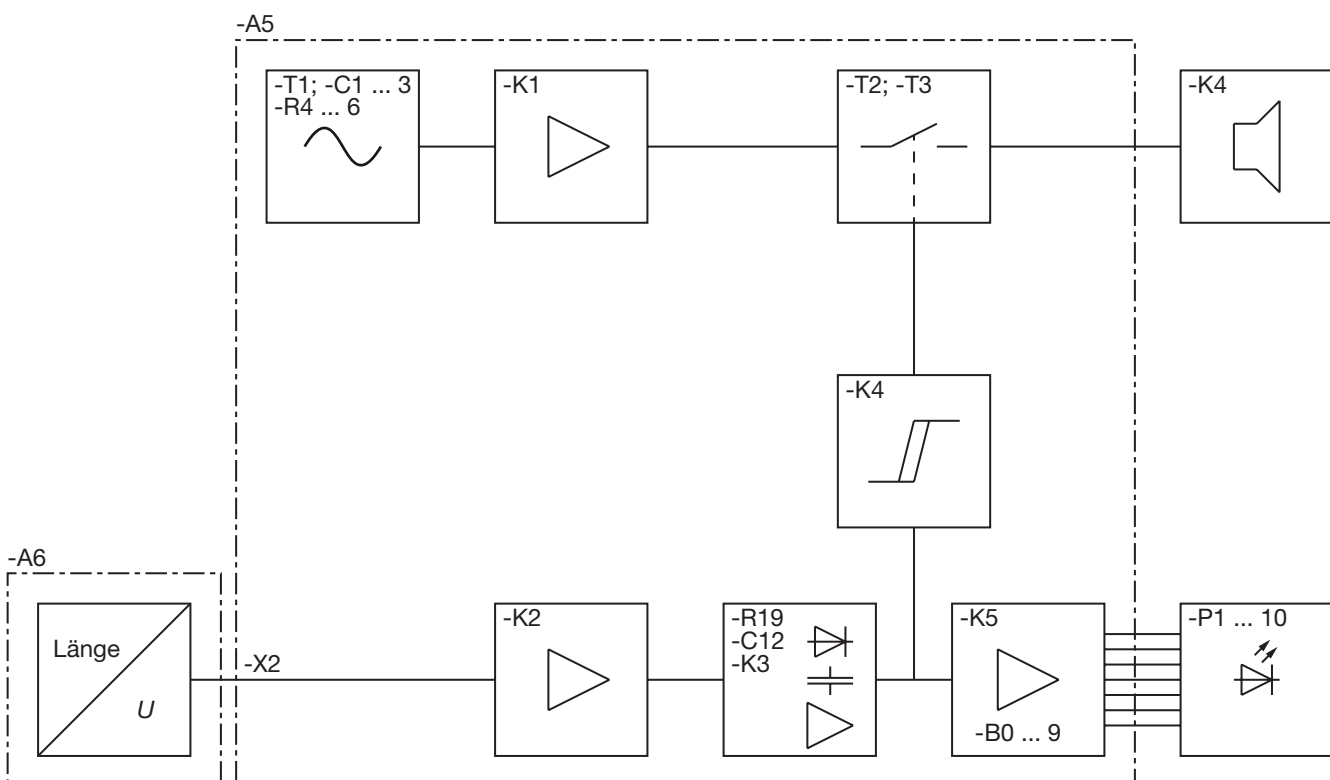 -A5
-T1; -C1 ... 3
-R4 ... 6
-K1
-T2; -T3
-K4
-K4
-A6
Länge
U
-X2
-K2
-R19
-C12
-K3
-K5
-B0 ... 9
-P1 ... 10